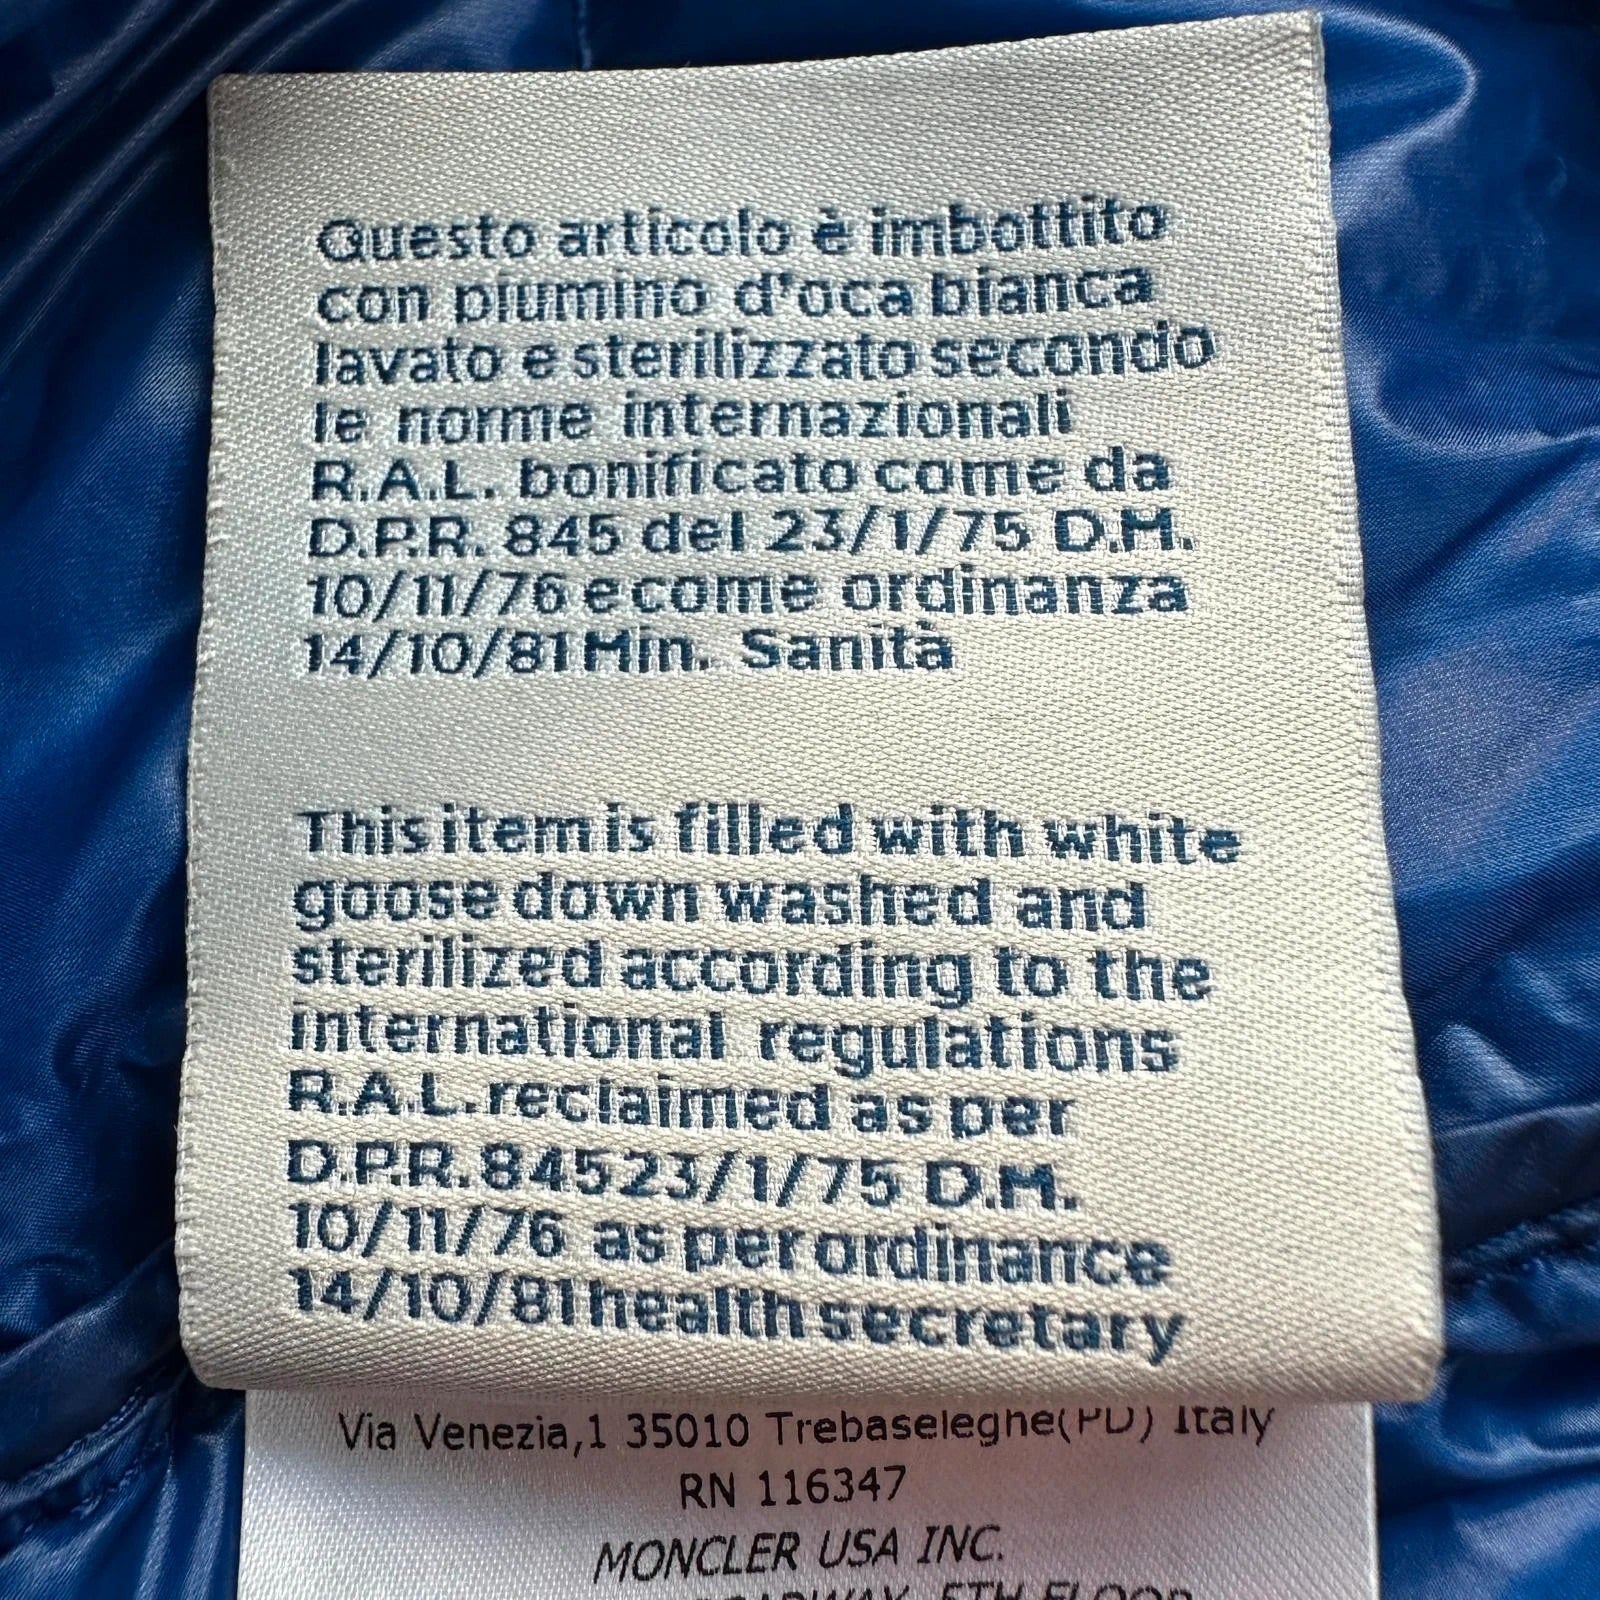 Questo articolo è imbottito
con piumino d'oca bianca
lavato e sterilizzato secondo
le norme internazionali
R.A.L. bonificato come da
D.P.R. 845 del 23/1/75 D.M.
10/11/76 e come ordinanza
14/10/81 Min. Sanità
This item is filled with white
goose down washed and
sterilized according to the
international regulations
R.A.L. reclaimed as per
D.P.R. 845 23/1/75 D.M.
10/11/76 as per ordinance
14/10/81 health secretary
Via Venezia,1 35010 Trebaseleghe(PD) Italy
RN 116347
MONCLER USA INC.
5TH FLOOR